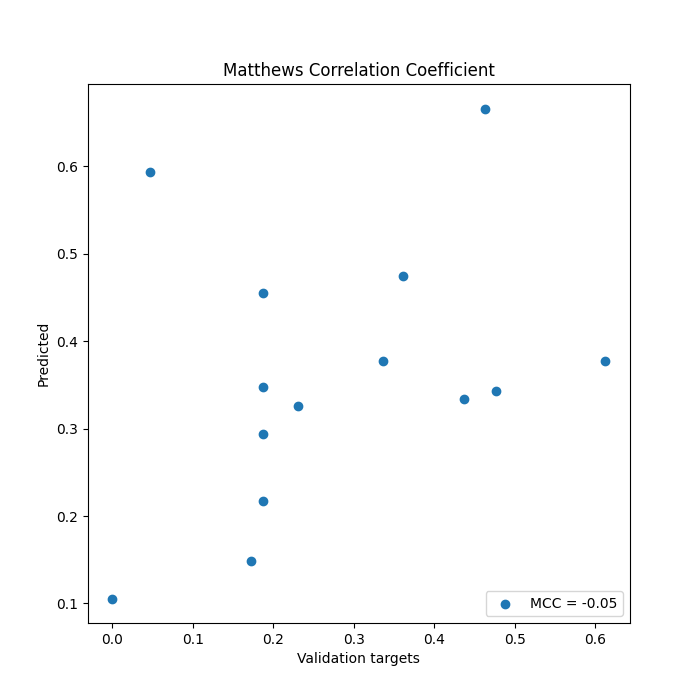 Matthews Correlation Coefficient
0.6
0.5
0.4
0.3
0.2
0.1
Predicted
MCC = -0.05
0.0 0.1 0.2 0.3 0.4 0.5 0.6
Validation targets